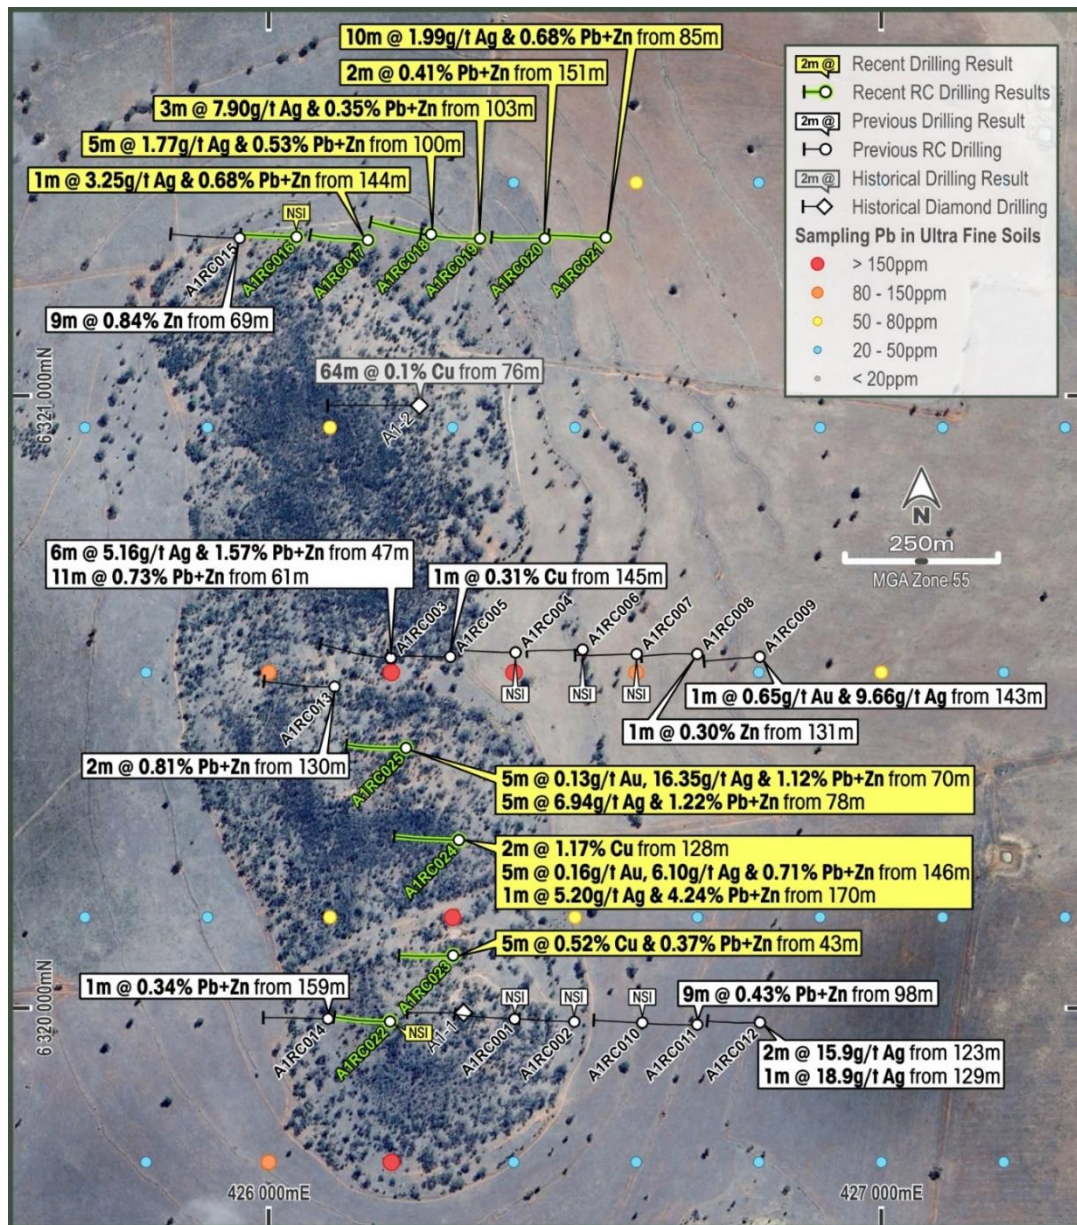 10m @ 1.99g/t Ag & 0.68% Pb+Zn from 85m
2m @ 0.41% Pb+Zn from 151m
3m @ 7.90g/t Ag & 0.35% Pb+Zn from 103m
5m @ 1.77g/t Ag & 0.53% Pb+Zn from 100m
1m @ 3.25g/t Ag & 0.68% Pb+Zn from 144m
2m @ Recent Drilling Result
Recent RC Drilling Results
2m @ Previous Drilling Result
Previous RC Drilling
2m @ Historical Drilling Result
Historical Diamond Drilling
Sampling Pb in Ultra Fine Soils
> 150ppm
80 - 150ppm
50 - 80ppm
20 - 50ppm
< 20ppm
NSI
A1RC015
A1RC016
A1RC017
A1RC018
A1RC019
A1RC020
A1RC021
9m @ 0.84% Zn from 69m
64m @ 0.1% Cu from 76m
A1-2
6 321 000mN
N
250m
MGA Zone 55
6m @ 5.16g/t Ag & 1.57% Pb+Zn from 47m
11m @ 0.73% Pb+Zn from 61m
1m @ 0.31% Cu from 145m
A1RC003
A1RC005
A1RC004
A1RC006
A1RC007
A1RC008
A1RC009
NSI
NSI
NSI
1m @ 0.65g/t Au & 9.66g/t Ag from 143m
1m @ 0.30% Zn from 131m
A1RC013
2m @ 0.81% Pb+Zn from 130m
A1RC025
5m @ 0.13g/t Au, 16.35g/t Ag & 1.12% Pb+Zn from 70m
5m @ 6.94g/t Ag & 1.22% Pb+Zn from 78m
A1RC024
2m @ 1.17% Cu from 128m
5m @ 0.16g/t Au, 6.10g/t Ag & 0.71% Pb+Zn from 146m
1m @ 5.20g/t Ag & 4.24% Pb+Zn from 170m
5m @ 0.52% Cu & 0.37% Pb+Zn from 43m
A1RC023
6 320 000mN
1m @ 0.34% Pb+Zn from 159m
NSI
NSI
NSI
9m @ 0.43% Pb+Zn from 98m
A1RC014
A1RC022
NSI
A1-1
A1RC001
A1RC002
A1RC010
A1RC011
A1RC012
2m @ 15.9g/t Ag from 123m
1m @ 18.9g/t Ag from 129m
426 000mE
427 000mE